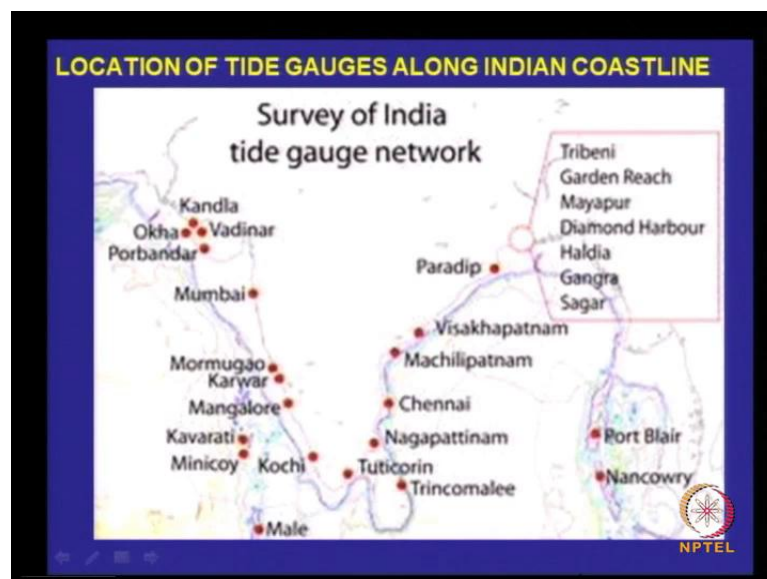 LOCATION OF TIDE GAUGES ALONG INDIAN COASTLINE
Survey of India
tide gauge network
Kandla
Okha
Vadinar
Porbandar
Mumbai
Mormugao
Karwar
Mangalore
Kavarati
Minicoy
Kochi
Male
Tuticorin
Trincomalee
Nagapattinam
Chennai
Machilipatnam
Visakhapatnam
Paradip
Tribeni
Garden Reach
Mayapur
Diamond Harbour
Haldia
Gangra
Sagar
Port Blair
Nancowry
NPTEL